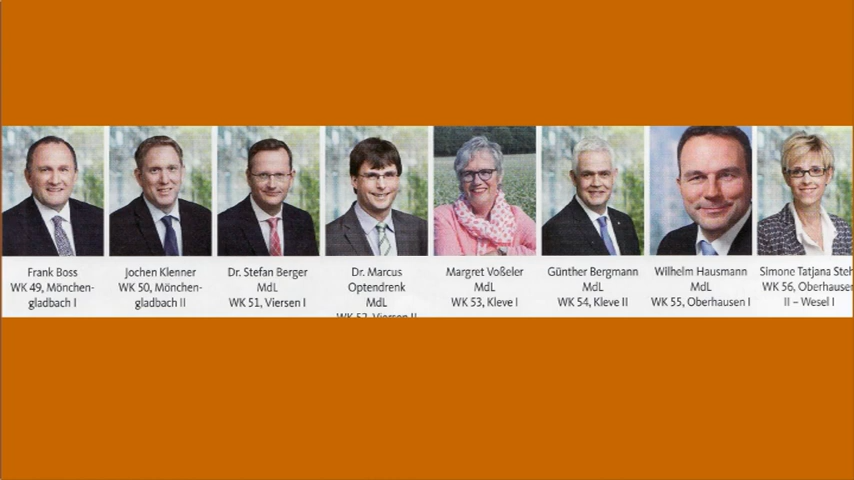 Frank Boss
WK 49, Mönchen-
gladbach I
Jochen Klenner
WK 50, Mönchen-
gladbach II
Dr. Stefan Berger
MdL
WK 51, Viersen I
Dr. Marcus
Optendrenk
MdL
Margret Voßeler
MdL
WK 53, Kleve I
Günther Bergmann
MdL
WK 54, Kleve II
Wilhelm Hausmann
MdL
WK 55, Oberhausen I
Simone Tatjana Steh
WK 56, Oberhausen
II – Wesel I